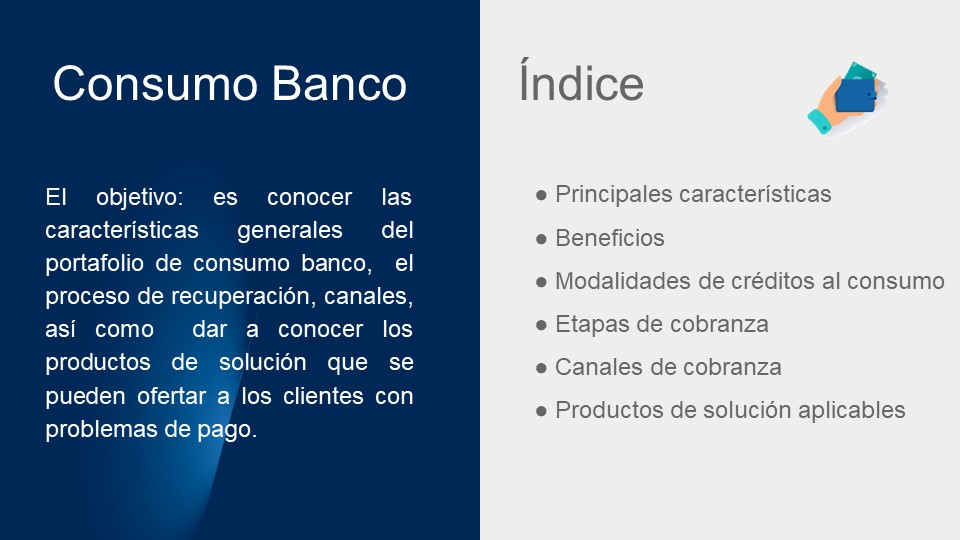 Consumo Banco
El objetivo: es conocer las
características generales del
portafolio de consumo banco, el
proceso de recuperación, canales,
así como dar a conocer los
productos de solución que se
pueden ofertar a los clientes con
problemas de pago.
Índice
● Principales características
● Beneficios
● Modalidades de créditos al consumo
● Etapas de cobranza
● Canales de cobranza
● Productos de solución aplicables